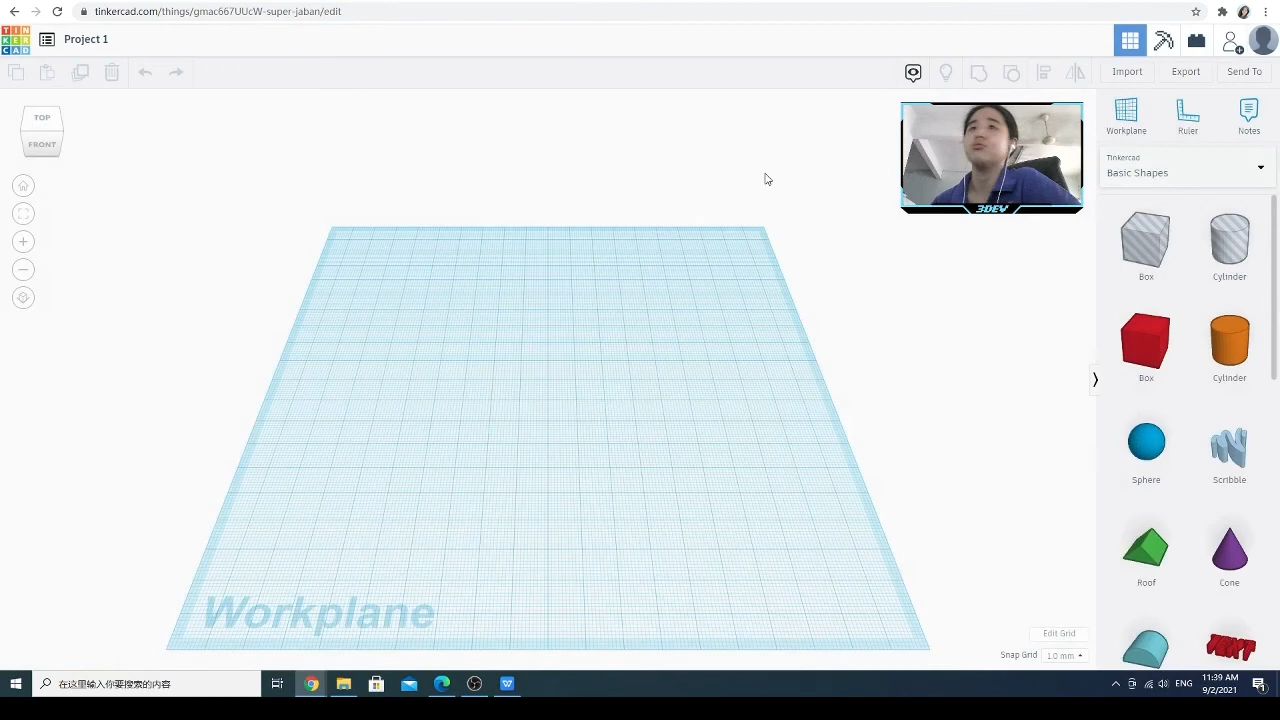 tinkercad.com/things/gmac667UUcW-super-jaban/edit
TIN
KER
CAD
Project 1
Import
Export
Send To
TOP
FRONT
Workplane
Ruler
Notes
Tinkercad
Basic Shapes
3DEV
Box
Cylinder
Box
Cylinder
Sphere
Scribble
Roof
Cone
TEXT
Workplane
Edit Grid
Snap Grid
1.0 mm
在这里输入你要搜索的内容
W
ENG
11:39 AM
9/2/2021
1